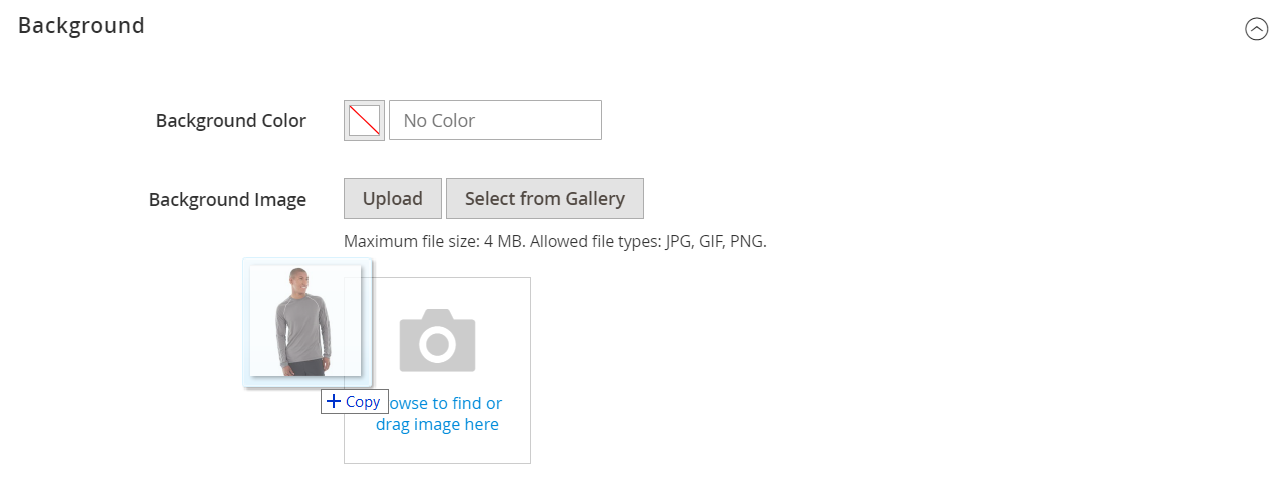 Background
Background Color
No Color
Background Image
Upload
Select from Gallery
Maximum file size: 4 MB. Allowed file types: JPG, GIF, PNG.
Copy
owse to find or
drag image here